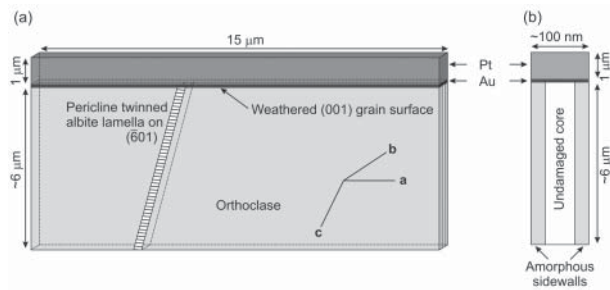 (a)
15 µm
1 µm
~6 µm
Pt
Au
Pericline twinned
albite lamella on
(6̅01)
Weathered (001) grain surface
Orthoclase
b
a
c
(b)
~100 nm
1 µm
~6 µm
Undamaged core
Amorphous
sidewalls